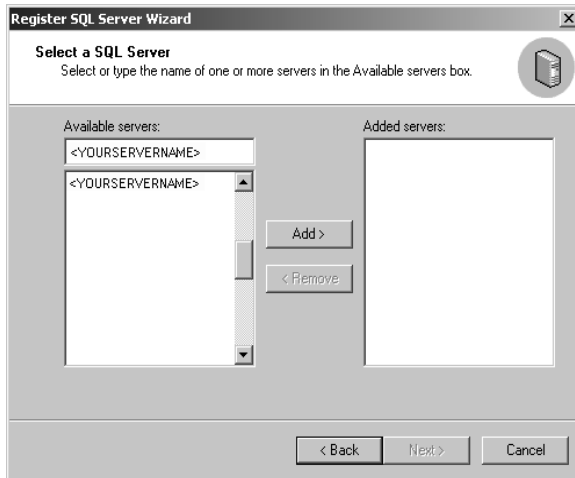 Register SQL Server Wizard
Select a SQL Server
Select or type the name of one or more servers in the Available servers box.
Available servers:
<YOURSERVERNAME>
<YOURSERVERNAME>
Add >
< Remove
Added servers:
< Back
Next >
Cancel